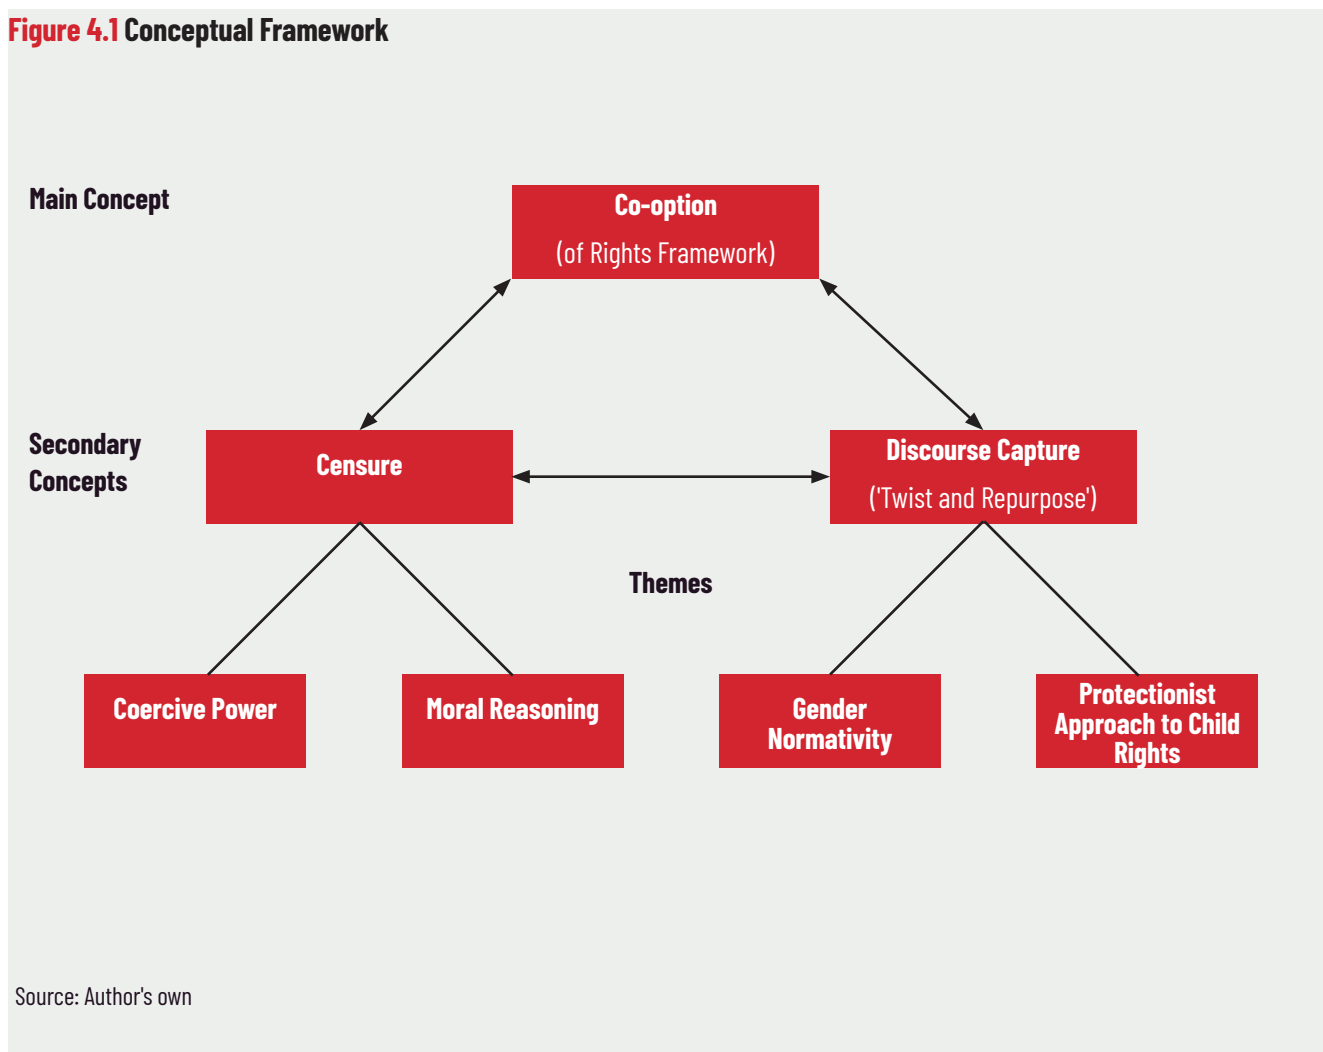 Figure 4.1 Conceptual Framework
Main Concept
Co-option
(of Rights Framework)
Secondary
Concepts
Censure
Discourse Capture
('Twist and Repurpose')
Themes
Coercive Power
Moral Reasoning
Gender
Normativity
Protectionist
Approach to Child
Rights
Source: Author's own